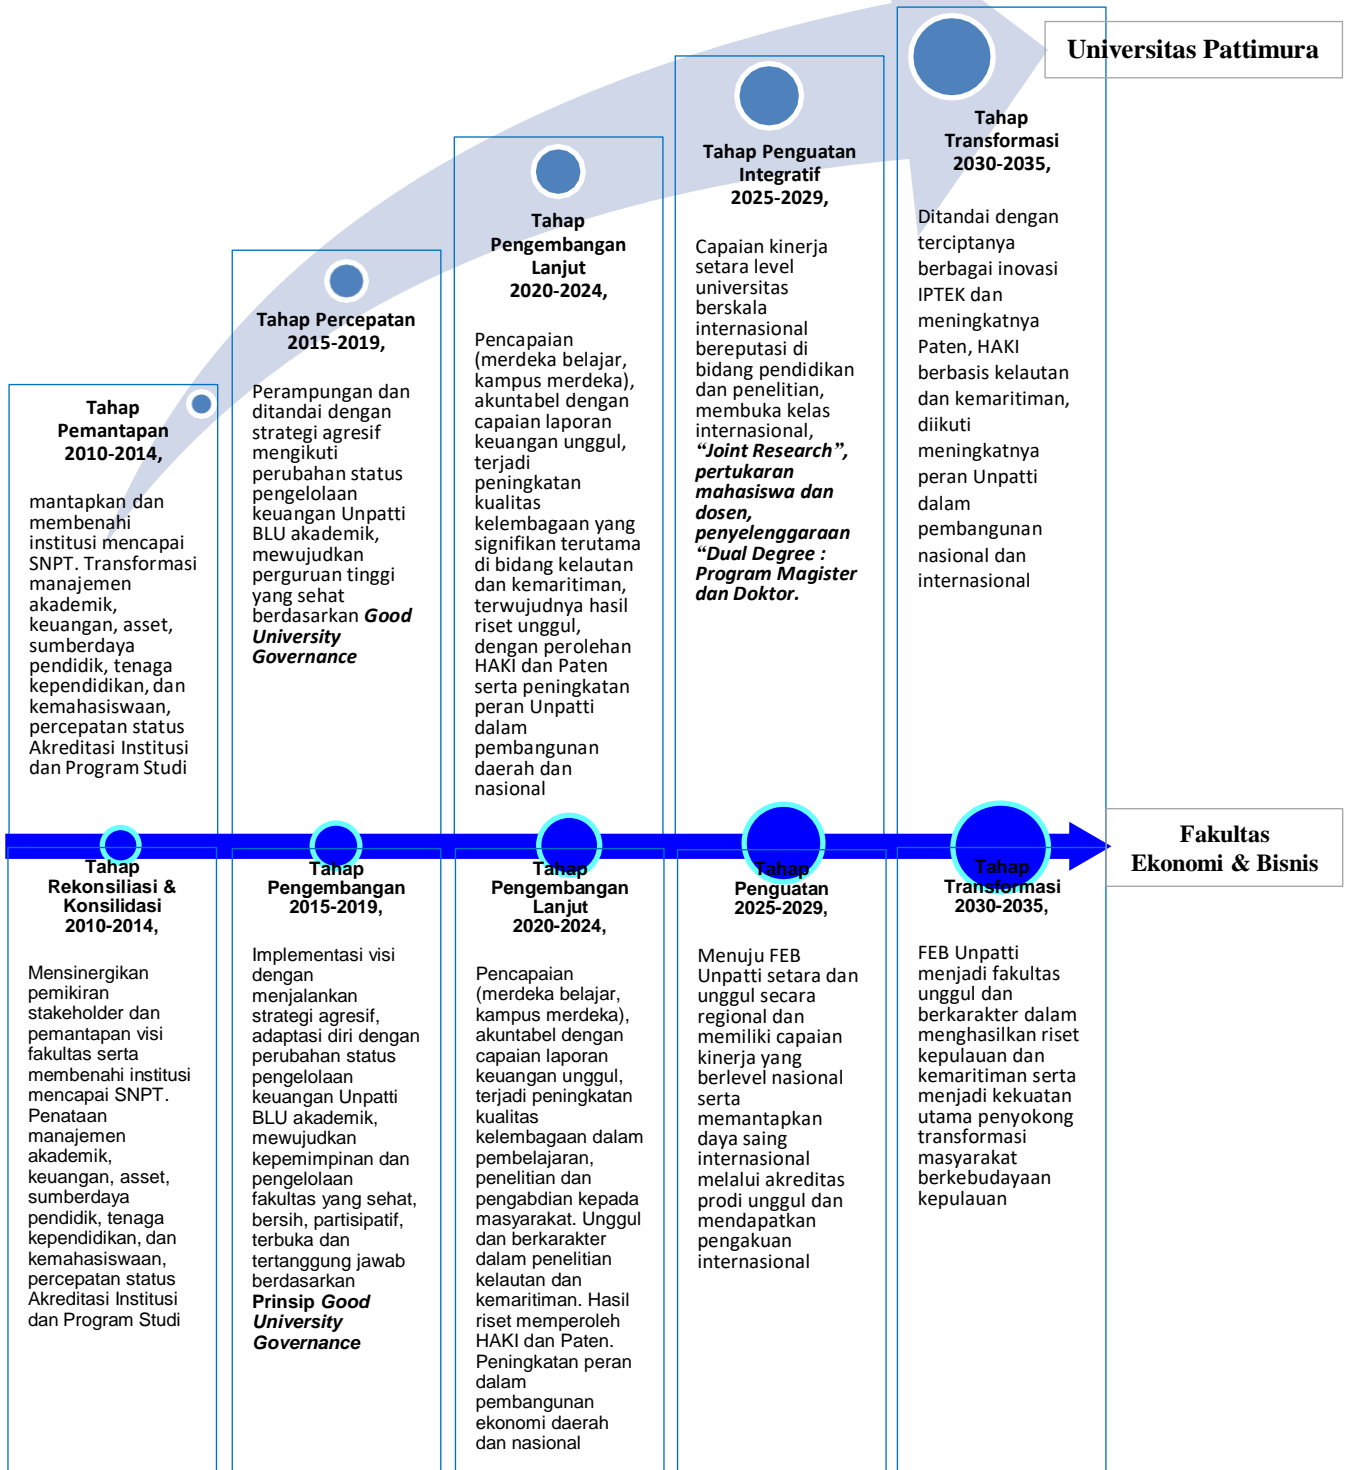 Universitas Pattimura
Tahap
Pemantapan
2010-2014,
mantapkan dan
membenahi
institusi mencapai
SNPT. Transformasi
manajemen
akademik,
keuangan, asset,
sumberdaya
pendidik, tenaga
kependidikan, dan
kemahasiswaan,
percepatan status
Akreditasi Institusi
dan Program Studi
Tahap Percepatan
2015-2019,
Perampungan dan
ditandai dengan
strategi agresif
mengikuti
perubahan status
pengelolaan
keuangan Unpatti
BLU akademik,
mewujudkan
perguruan tinggi
yang sehat
berdasarkan Good
University
Governance
Tahap
Pengembangan
Lanjut
2020-2024,
Pencapaian
(merdeka belajar,
kampus merdeka),
akuntabel dengan
capaian laporan
keuangan unggul,
terjadi
peningkatan
kualitas
kelembagaan yang
signifikan terutama
di bidang kelautan
dan kemaritiman,
terwujudnya hasil
riset unggul,
dengan perolehan
HAKI dan Paten
serta peningkatan
peran Unpatti
dalam
pembangunan
daerah dan
nasional
Tahap Penguatan
Integratif
2025-2029,
Capaian kinerja
setara level
universitas
berskala
internasional
bereputasi di
bidang pendidikan
dan penelitian,
membuka kelas
internasional,
“Joint Research”,
pertukaran
mahasiswa dan
dosen,
penyelenggaraan
“Dual Degree :
Program Magister
dan Doktor.
Tahap
Transformasi
2030-2035,
Ditandai dengan
terciptanya
berbagai inovasi
IPTEK dan
meningkatnya
Paten, HAKI
berbasis kelautan
dan kemaritiman,
diikuti
meningkatnya
peran Unpatti
dalam
pembangunan
nasional dan
internasional
Fakultas
Ekonomi & Bisnis
Tahap
Rekonsiliasi &
Konsilidasi
2010-2014,
Mensinergikan
pemikiran
stakeholder dan
pemantapan visi
fakultas serta
membenahi institusi
mencapai SNPT.
Penataan
manajemen
akademik,
keuangan, asset,
sumberdaya
pendidik, tenaga
kependidikan, dan
kemahasiswaan,
percepatan status
Akreditasi Institusi
dan Program Studi
Tahap
Pengembangan
2015-2019,
Implementasi visi
dengan
menjalankan
strategi agresif,
adaptasi diri dengan
perubahan status
pengelolaan
keuangan Unpatti
BLU akademik,
mewujudkan
kepemimpinan dan
pengelolaan
fakultas yang sehat,
bersih, partisipatif,
terbuka dan
tertanggung jawab
berdasarkan
Prinsip Good
University
Governance
Tahap
Pengembangan
Lanjut
2020-2024,
Pencapaian
(merdeka belajar,
kampus merdeka),
akuntabel dengan
capaian laporan
keuangan unggul,
terjadi peningkatan
kualitas
kelembagaan dalam
pembelajaran,
penelitian dan
pengabdian kepada
masyarakat. Unggul
dan berkarakter
dalam penelitian
kelautan dan
kemaritiman. Hasil
riset memperoleh
HAKI dan Paten.
Peningkatan peran
dalam
pembangunan
ekonomi daerah
dan nasional
Tahap
Penguatan
2025-2029,
Menuju FEB
Unpatti setara dan
unggul secara
regional dan
memiliki capaian
kinerja yang
berlevel nasional
serta
memantapkan
daya saing
internasional
melalui akreditas
prodi unggul dan
mendapatkan
pengakuan
internasional
Tahap
Transformasi
2030-2035,
FEB Unpatti
menjadi fakultas
unggul dan
berkarakter dalam
menghasilkan riset
kepulauan dan
kemaritiman serta
menjadi kekuatan
utama penyokong
transformasi
masyarakat
berkebudayaan
kepulauan